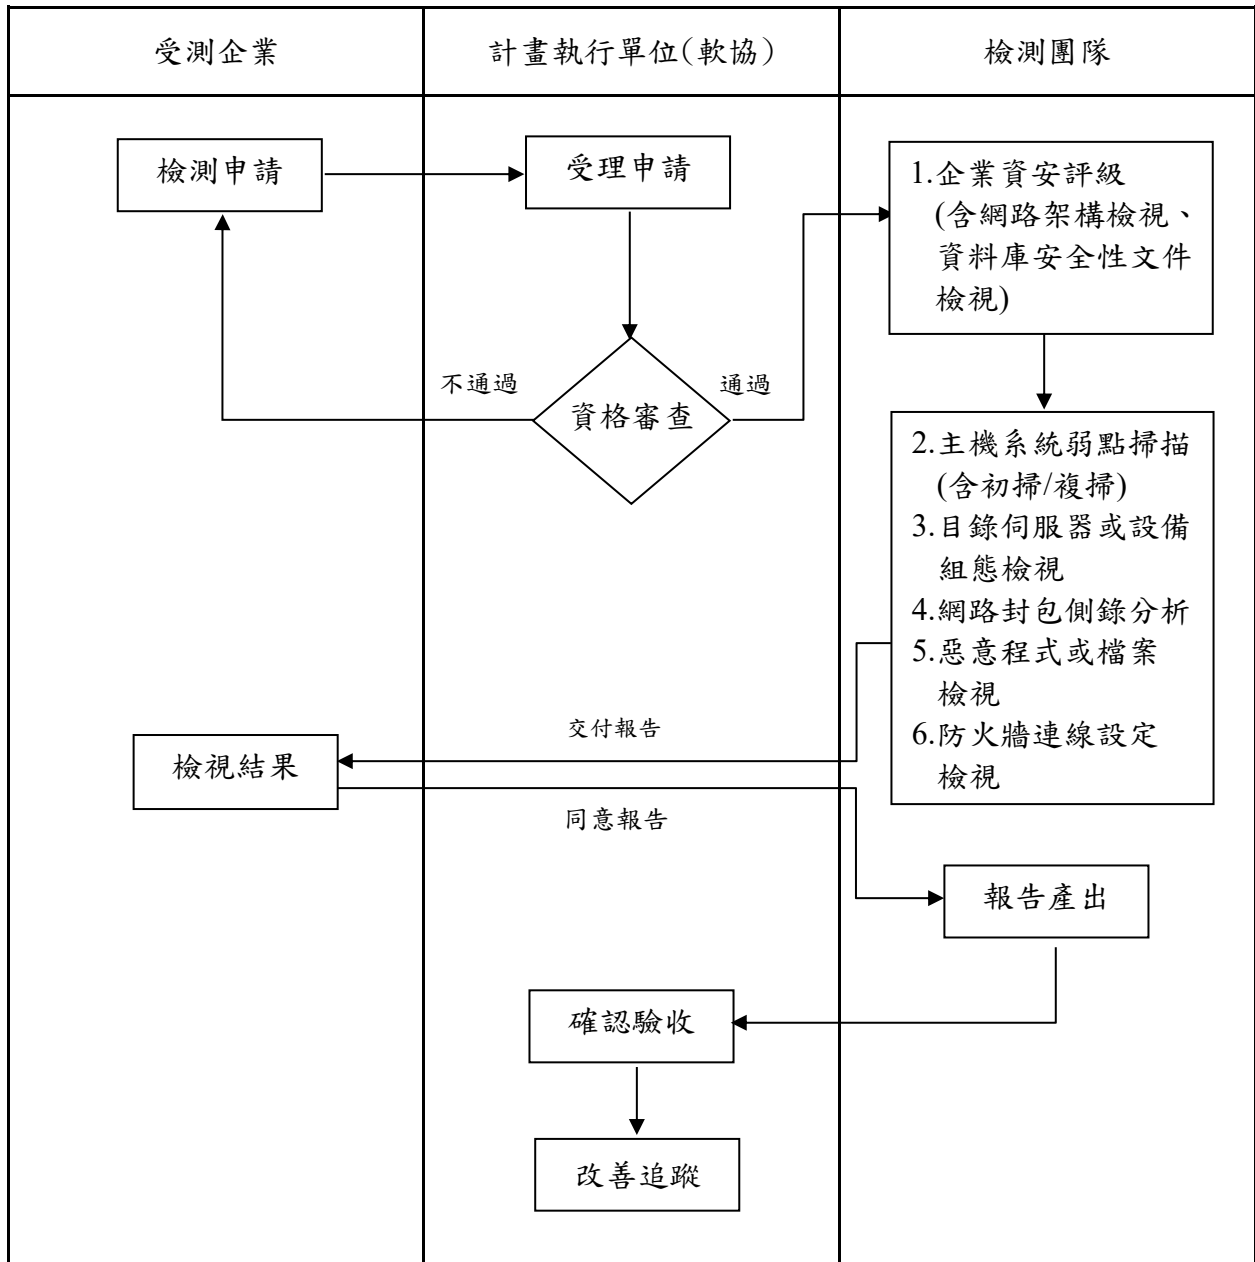 受測企業
計畫執行單位(軟協)
檢測團隊
檢測申請
受理申請
1.企業資安評級
(含網路架構檢視、
資料庫安全性文件
檢視)
不通過
通過
資格審查
2.主機系統弱點掃描
(含初掃/複掃)
3.目錄伺服器或設備
組態檢視
4.網路封包側錄分析
5.惡意程式或檔案
檢視
6.防火牆連線設定
檢視
交付報告
檢視結果
同意報告
報告產出
確認驗收
改善追蹤